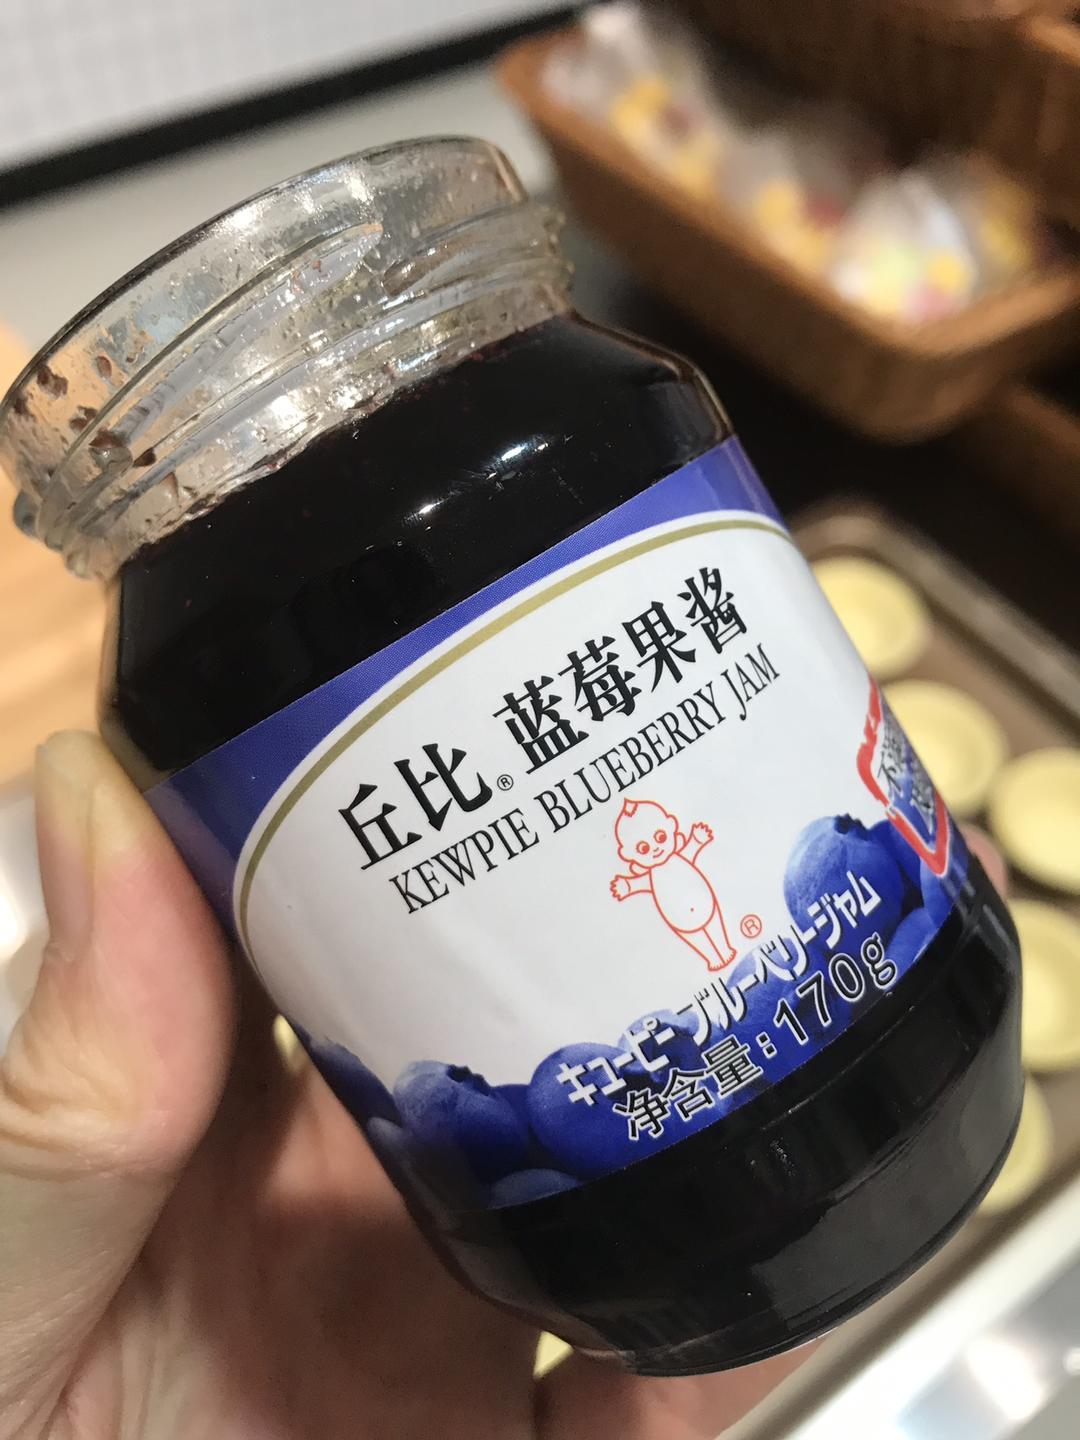 丘比® 蓝莓果酱
KEWPIE BLUEBERRY JAM
®
キューピー ブルーベリージャム
净含量:170g